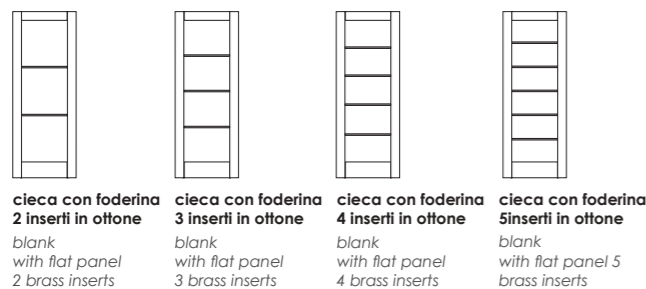 cieca con foderina
2 inserti in ottone
blank
with flat panel
2 brass inserts
cieca con foderina
3 inserti in ottone
blank
with flat panel
3 brass inserts
cieca con foderina
4 inserti in ottone
blank
with flat panel
4 brass inserts
cieca con foderina
5inserti in ottone
blank
with flat panel 5
brass inserts